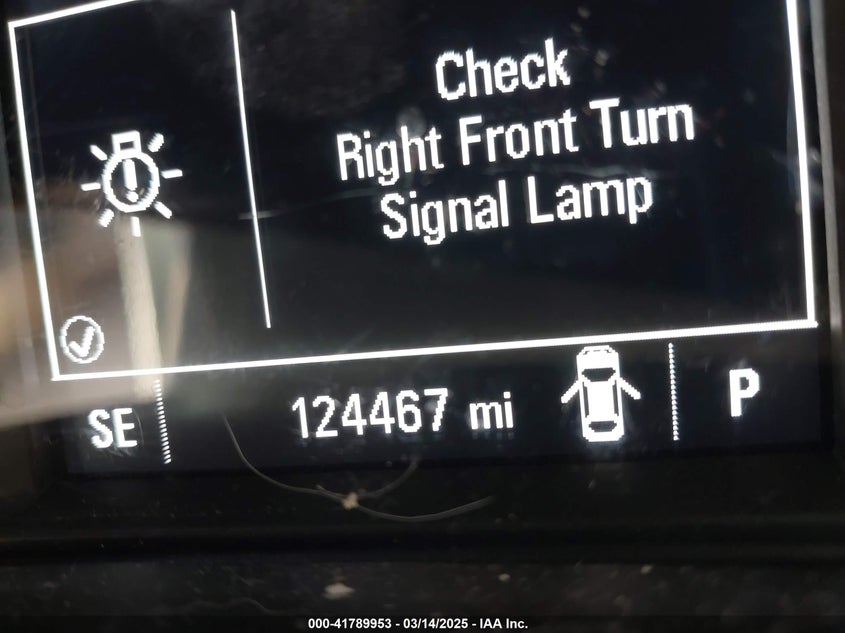 Check
Right Front Turn
Signal Lamp
SE 124467 mi P
000-41789953 - 03/14/2025 - IAA Inc.